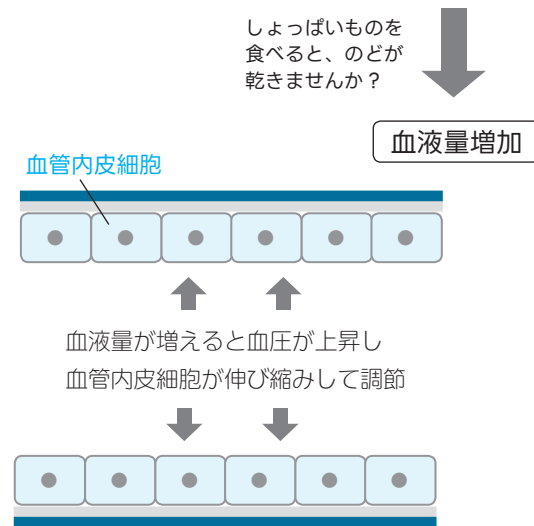 しょっぱいものを
食べると、のどが
乾きませんか？
血液量増加
血管内皮細胞
血液量が増えると血圧が上昇し
血管内皮細胞が伸び縮みして調節